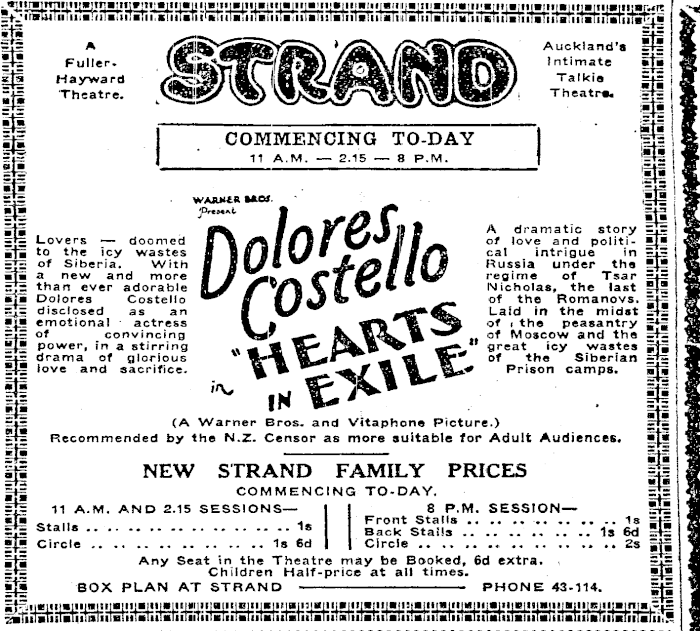 A
Fuller-
Hayward
Theatre.
STRAND
Auckland's
Intimate
Talkie
Theatre.
COMMENCING TO-DAY
11 A.M. — 2.15 — 8 P.M.
WARNER BROS.
Present
Dolores
Costello
in "HEARTS
IN EXILE"
Lovers — doomed
to the icy wastes
of Siberia. With
a new and more
than ever adorable
Dolores Costello
disclosed as an
emotional actress
of convincing
power, in a stirring
drama of glorious
love and sacrifice.
A dramatic story
of love and politi-
cal intrigue in
Russia under the
regime of Tsar
Nicholas, the last
of the Romanovs.
Laid in the midst
of the peasantry
of Moscow and the
great icy wastes
of the Siberian
Prison camps.
(A Warner Bros. and Vitaphone Picture.)
Recommended by the N.Z. Censor as more suitable for Adult Audiences.
NEW STRAND FAMILY PRICES
COMMENCING TO-DAY.
11 A.M. AND 2.15 SESSIONS—
Stalls .. .. .. .. .. .. .. .. .. 1s
Circle .. .. .. .. .. .. .. .. 1s 6d
8 P.M. SESSION—
Front Stalls .. .. .. .. .. .. .. 1s
Back Stalls .. .. .. .. .. .. 1s 6d
Circle .. .. .. .. .. .. .. .. .. 2s
Any Seat in the Theatre may be Booked, 6d extra.
Children Half-price at all times.
BOX PLAN AT STRAND ——— PHONE 43-114.